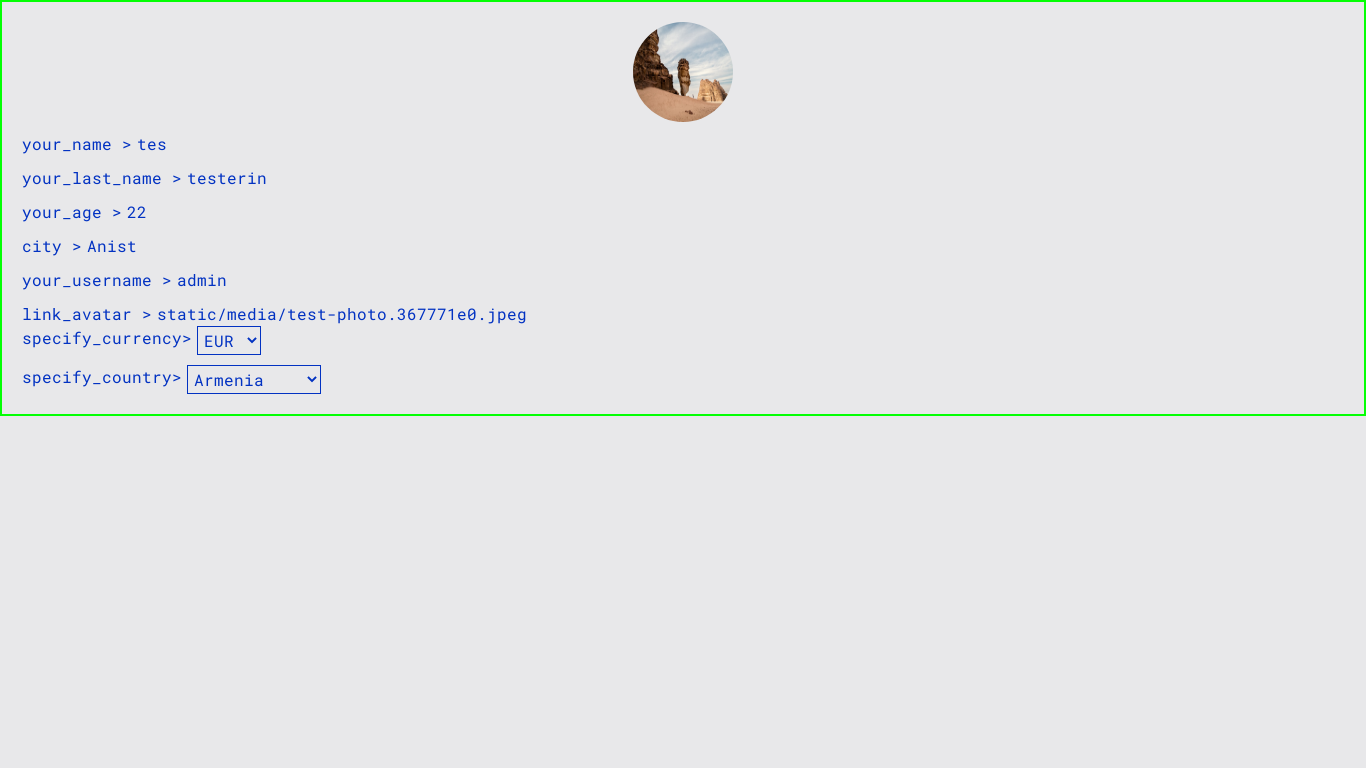 your_name > tes
your_last_name > testerin
your_age > 22
city > Anist
your_username > admin
link_avatar > static/media/test-photo.367771e0.jpeg
specify_currency> EUR
specify_country> Armenia